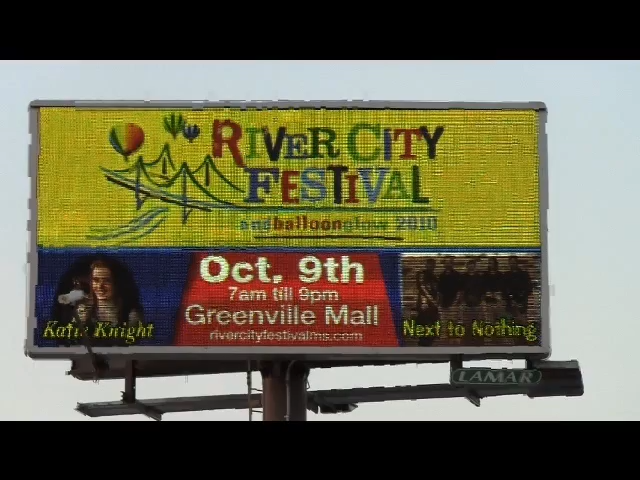 RIVER CITY
FESTIVAL
and balloon glow 2010
Oct. 9th
7am till 9pm
Greenville Mall
rivercityfestivalms.com
Katie Knight
Next to Nothing
LAMAR